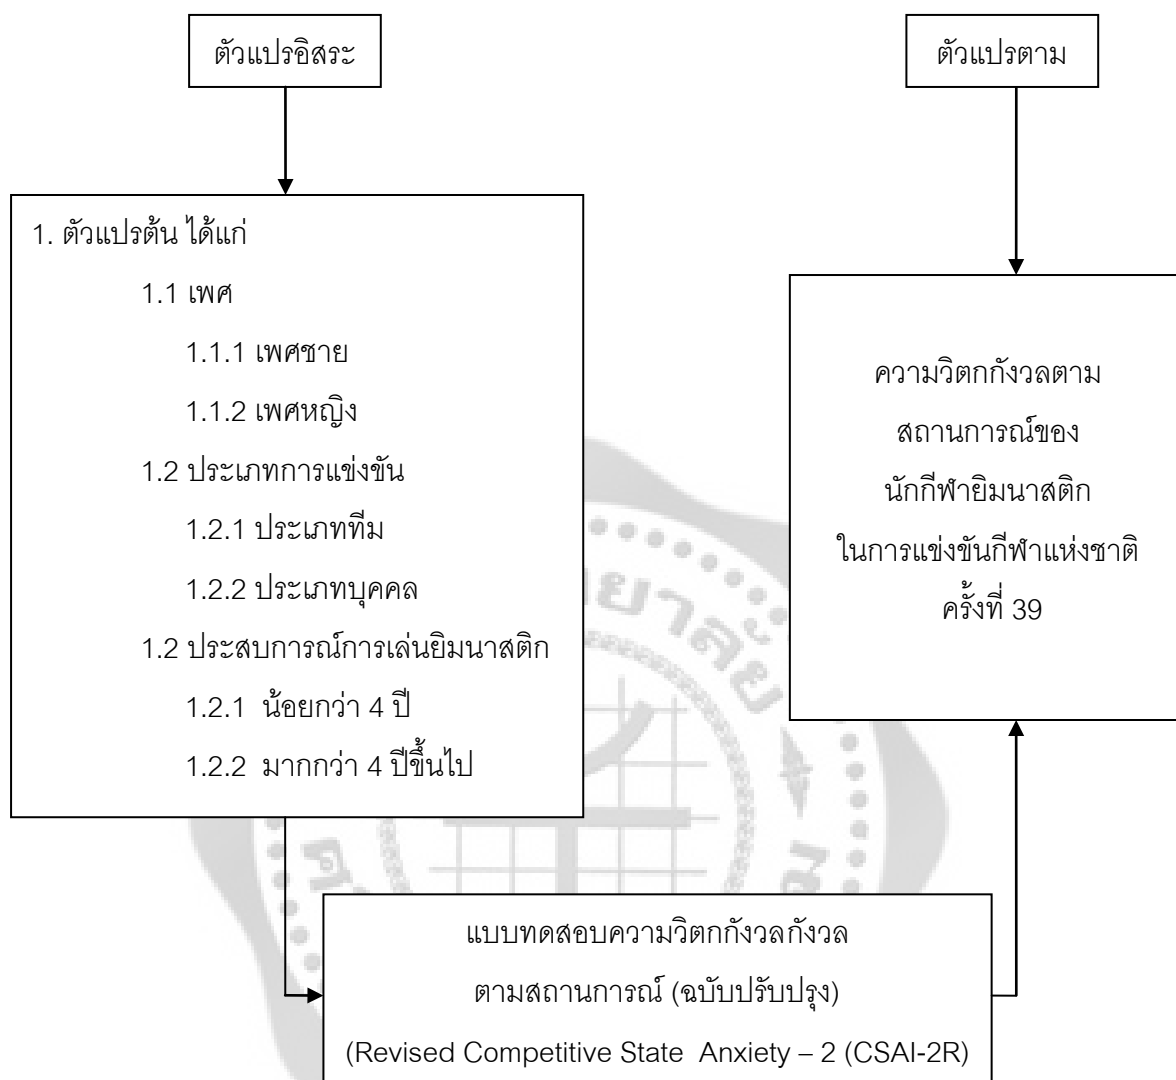 ตัวแปรอิสระ
ตัวแปรตาม
1. ตัวแปรต้น ได้แก่
1.1 เพศ
1.1.1 เพศชาย
1.1.2 เพศหญิง
1.2 ประเภทการแข่งขัน
1.2.1 ประเภททีม
1.2.2 ประเภทบุคคล
1.2 ประสบการณ์การเล่นยิมนาสติก
1.2.1 น้อยกว่า 4 ปี
1.2.2 มากกว่า 4 ปีขึ้นไป
ความวิตกกังวลตาม
สถานการณ์ของ
นักกีฬายิมนาสติก
ในการแข่งขันกีฬาแห่งชาติ
ครั้งที่ 39
แบบทดสอบความวิตกกังวลกังวล
ตามสถานการณ์ (ฉบับปรับปรุง)
(Revised Competitive State Anxiety – 2 (CSAI-2R)